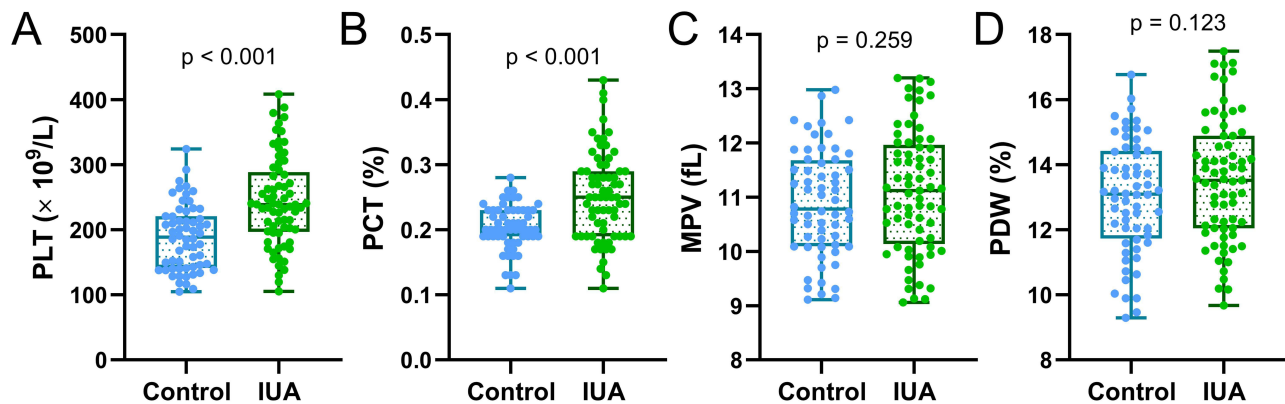 A
PLT (× 10⁹/L)
500
400
300
200
100
0
p < 0.001
Control
IUA
B
PCT (%)
0.5
0.4
0.3
0.2
0.1
0.0
p < 0.001
Control
IUA
C
MPV (fL)
14
13
12
11
10
9
8
p = 0.259
Control
IUA
D
PDW (%)
18
16
14
12
10
8
p = 0.123
Control
IUA